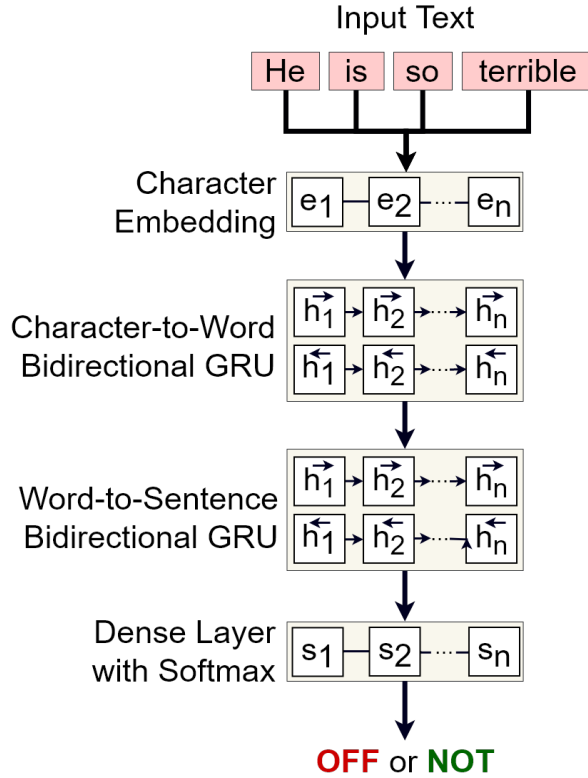 Input Text
He is so terrible
Character
Embedding
e1 e2 ... en
Character-to-Word
Bidirectional GRU
h1 h2 ... hn
h1 h2 ... hn
Word-to-Sentence
Bidirectional GRU
h1 h2 ... hn
h1 h2 ... hn
Dense Layer
with Softmax
s1 s2 ... sn
OFF or NOT